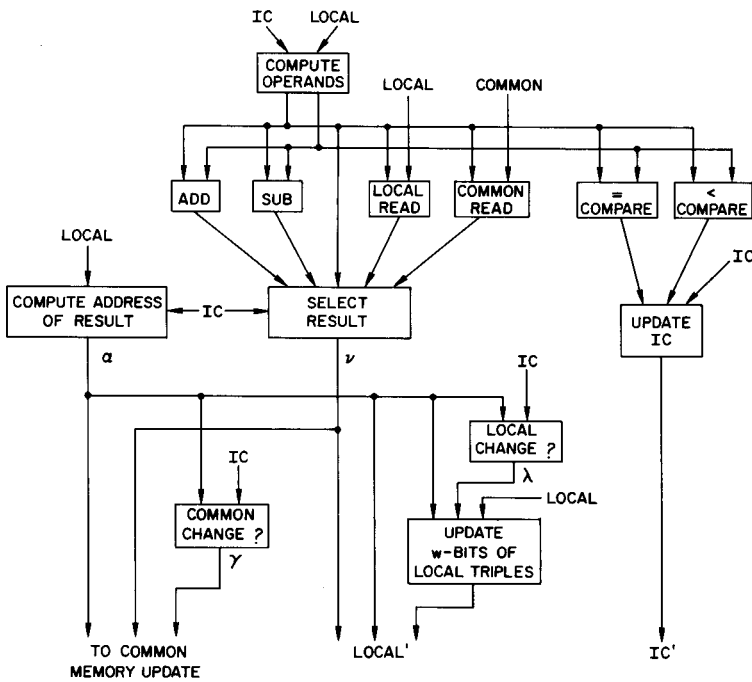 IC LOCAL
COMPUTE
OPERANDS
LOCAL COMMON
ADD
SUB
LOCAL
READ
COMMON
READ
=
COMPARE
<
COMPARE
LOCAL
IC
COMPUTE ADDRESS
OF RESULT
IC
SELECT
RESULT
UPDATE
IC
α
ν
IC
LOCAL
CHANGE ?
λ
IC
COMMON
CHANGE ?
γ
LOCAL
UPDATE
w-BITS OF
LOCAL TRIPLES
TO COMMON
MEMORY UPDATE
LOCAL'
IC'